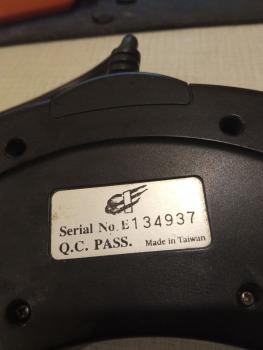 Serial No. E134937
Q.C. PASS. Made in Taiwan